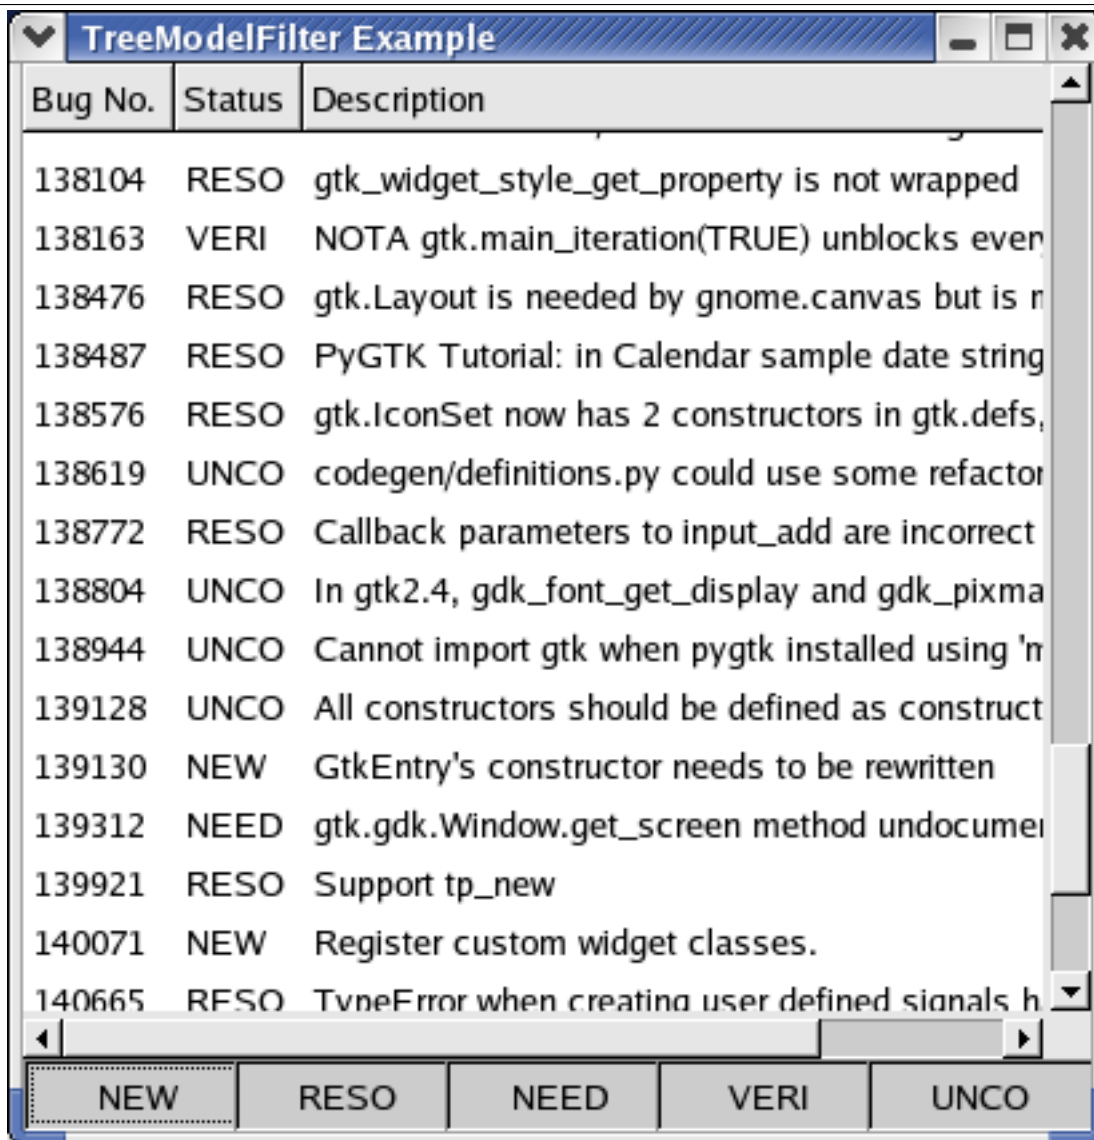 TreeModelFilter Example
Bug No. Status Description
138104 RESO gtk_widget_style_get_property is not wrapped
138163 VERI NOTA gtk.main_iteration(TRUE) unblocks ever
138476 RESO gtk.Layout is needed by gnome.canvas but is
138487 RESO PyGTK Tutorial: in Calendar sample date string
138576 RESO gtk.IconSet now has 2 constructors in gtk.defs,
138619 UNCO codegen/definitions.py could use some refactor
138772 RESO Callback parameters to input_add are incorrect
138804 UNCO In gtk2.4, gdk_font_get_display and gdk_pixma
138944 UNCO Cannot import gtk when pygtk installed using 'm
139128 UNCO All constructors should be defined as construct
139130 NEW GtkEntry's constructor needs to be rewritten
139312 NEED gtk.gdk.Window.get_screen method undocumen
139921 RESO Support tp_new
140071 NEW Register custom widget classes.
140665 RESO TypeError when creating user defined signals h
NEW RESO NEED VERI UNCO